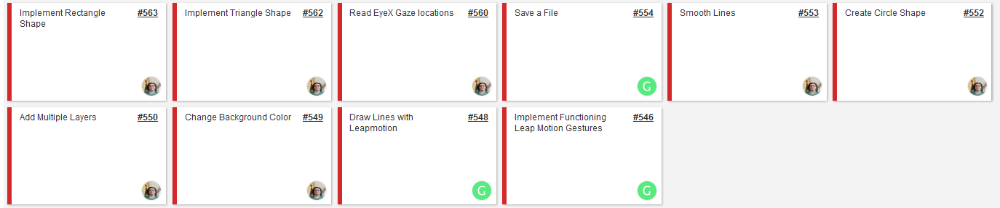 Implement Rectangle #563
Shape
Implement Triangle Shape #562
Read EyeX Gaze locations #560
Save a File #554
G
Smooth Lines #553
Create Circle Shape #552
Add Multiple Layers #550
Change Background Color #549
Draw Lines with #548
Leapmotion
G
Implement Functioning #546
Leap Motion Gestures
G